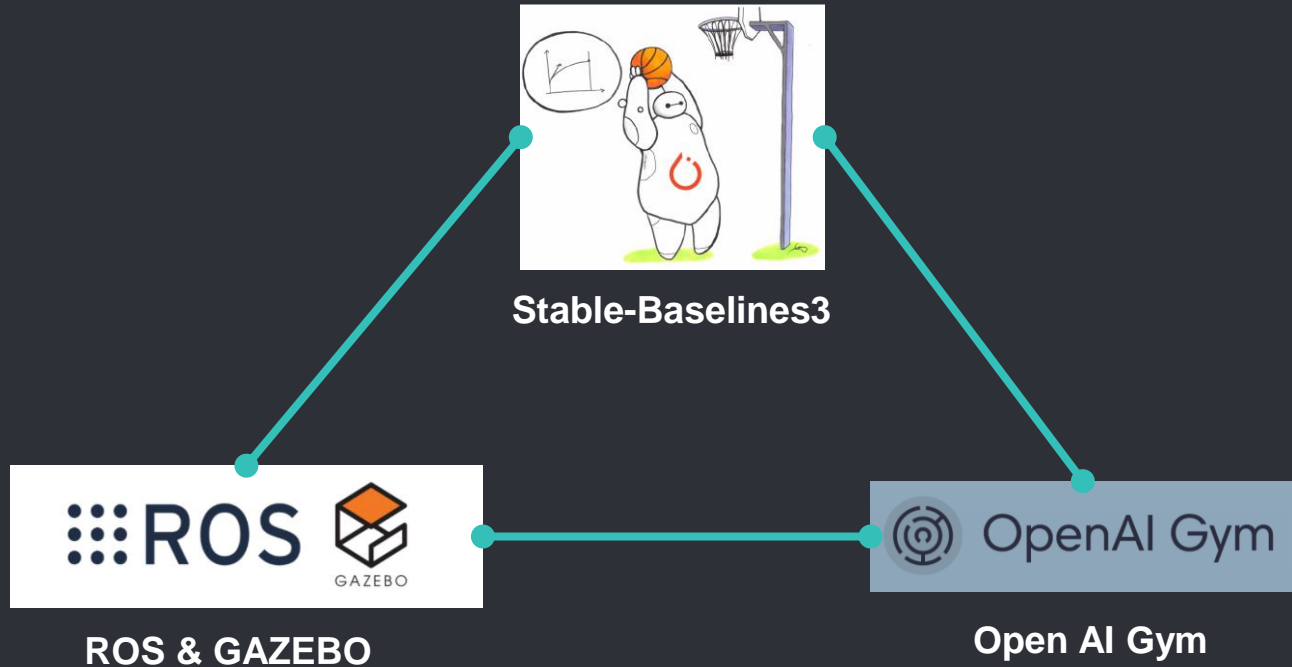 Stable-Baselines3
ROS
GAZEBO
OpenAI Gym
ROS & GAZEBO
Open AI Gym